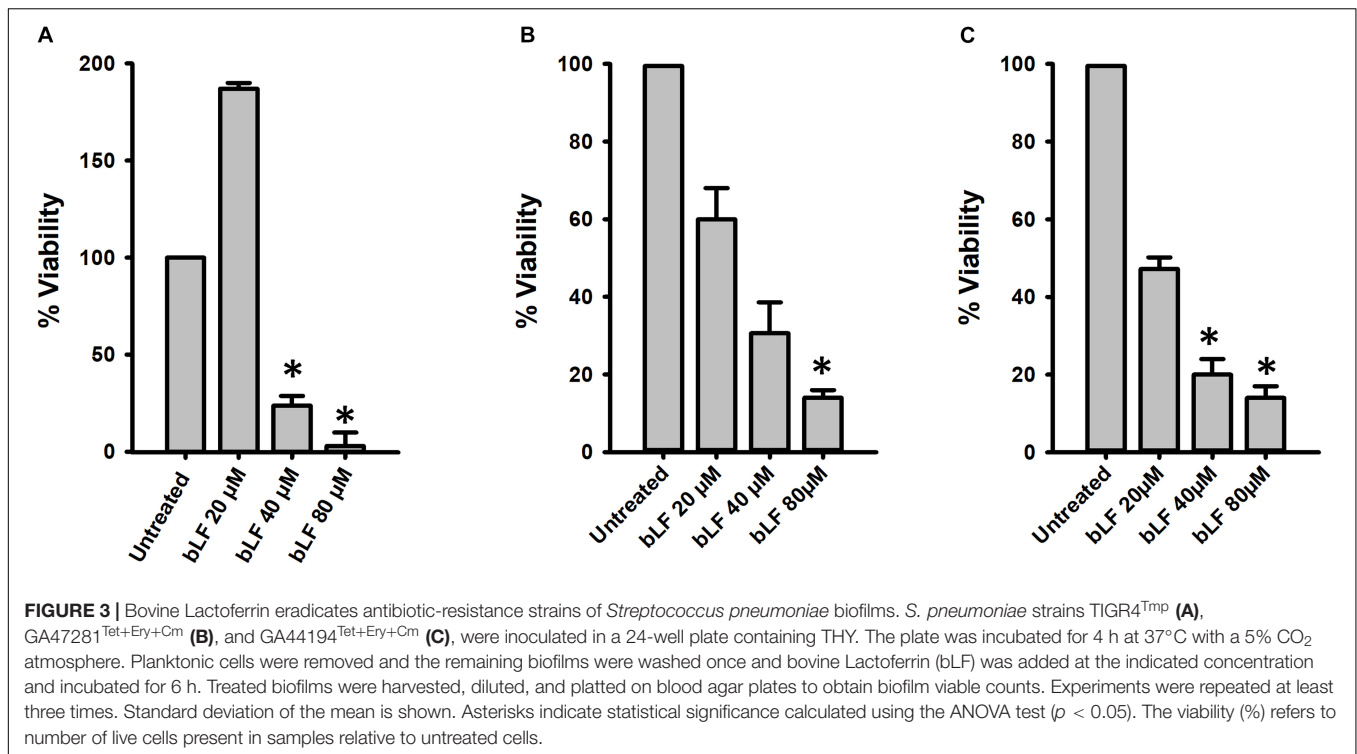 A
200
150
100
50
0
% Viability
Untreated
bLF 20 µM
bLF 40 µM
bLF 80 µM
*
*
B
100
80
60
40
20
0
% Viability
Untreated
bLF 20 µM
bLF 40 µM
bLF 80µM
*
C
100
80
60
40
20
0
% Viability
Untreated
bLF 20µM
bLF 40µM
bLF 80µM
*
*
FIGURE 3 | Bovine Lactoferrin eradicates antibiotic-resistance strains of Streptococcus pneumoniae biofilms. S. pneumoniae strains TIGR4Tmp (A),
GA47281Tet+Ery+Cm (B), and GA44194Tet+Ery+Cm (C), were inoculated in a 24-well plate containing THY. The plate was incubated for 4 h at 37°C with a 5% CO2
atmosphere. Planktonic cells were removed and the remaining biofilms were washed once and bovine Lactoferrin (bLF) was added at the indicated concentration
and incubated for 6 h. Treated biofilms were harvested, diluted, and platted on blood agar plates to obtain biofilm viable counts. Experiments were repeated at least
three times. Standard deviation of the mean is shown. Asterisks indicate statistical significance calculated using the ANOVA test (p < 0.05). The viability (%) refers to
number of live cells present in samples relative to untreated cells.